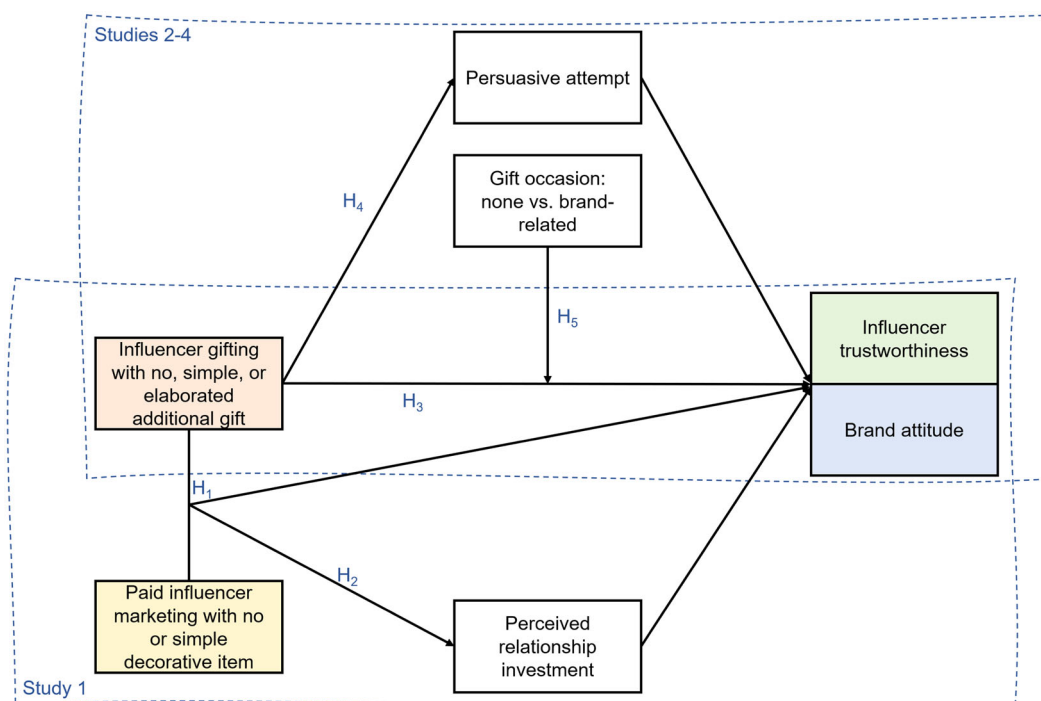 Studies 2-4
Persuasive attempt
Gift occasion:
none vs. brand-
related
H₄
H₅
Influencer gifting
with no, simple, or
elaborated
additional gift
Influencer
trustworthiness
H₃
Brand attitude
H₁
H₂
Paid influencer
marketing with no
or simple
decorative item
Perceived
relationship
investment
Study 1